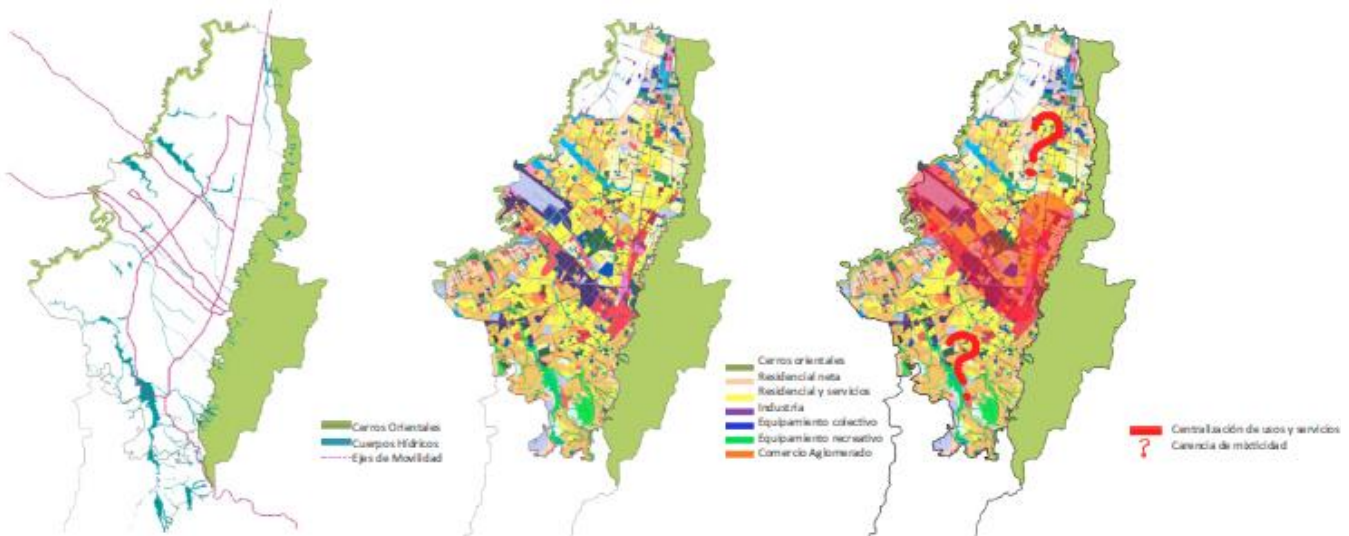 Cerros Orientales
Cuerpos Hídricos
Ejes de Movilidad
Cerros orientales
Residencial neta
Residencial y servicios
Industria
Equipamiento colectivo
Equipamiento recreativo
Comercio Aglomerado
?
?
Centralización de usos y servicios
? Carencia de mixticidad